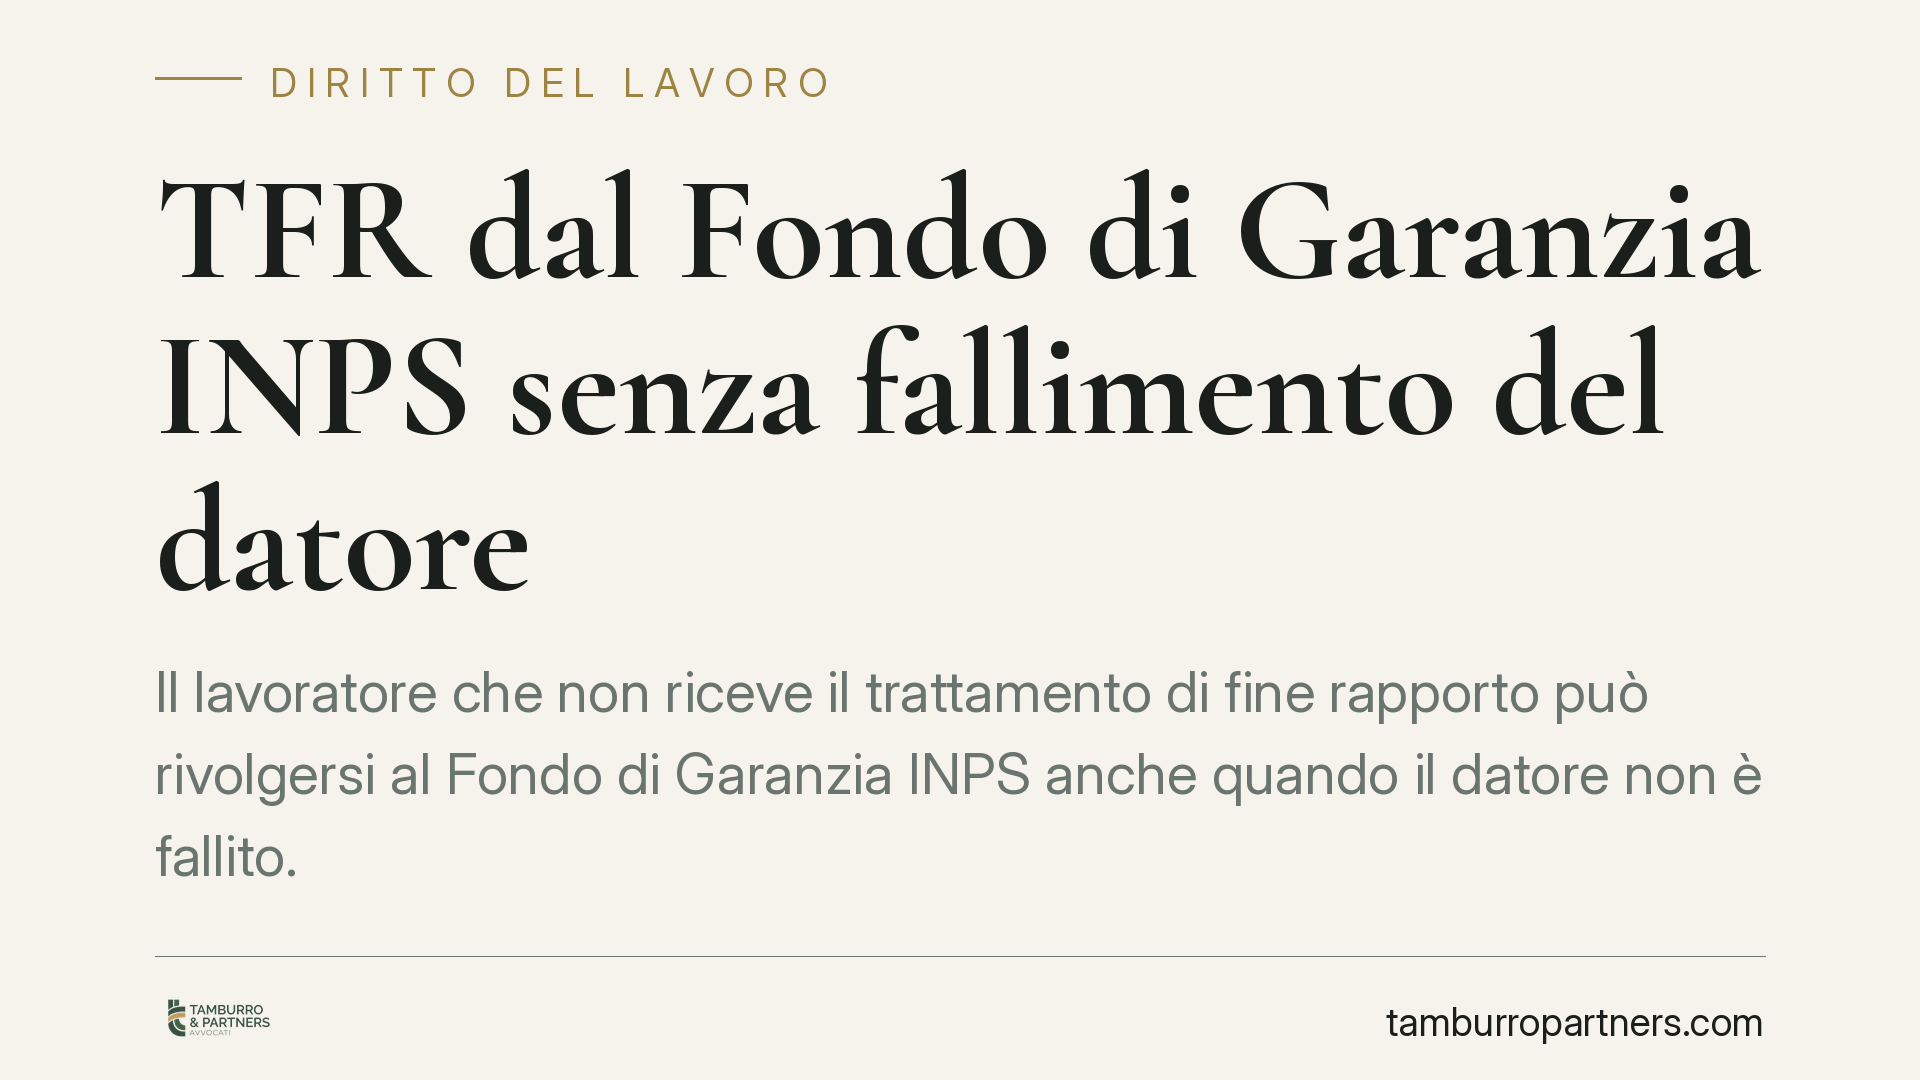 DIRITTO DEL LAVORO
TFR dal Fondo di Garanzia
INPS senza fallimento del
datore
Il lavoratore che non riceve il trattamento di fine rapporto può
rivolgersi al Fondo di Garanzia INPS anche quando il datore non è
fallito.
TAMBURRO
& PARTNERS
AVVOCATI
tamburropartners.com